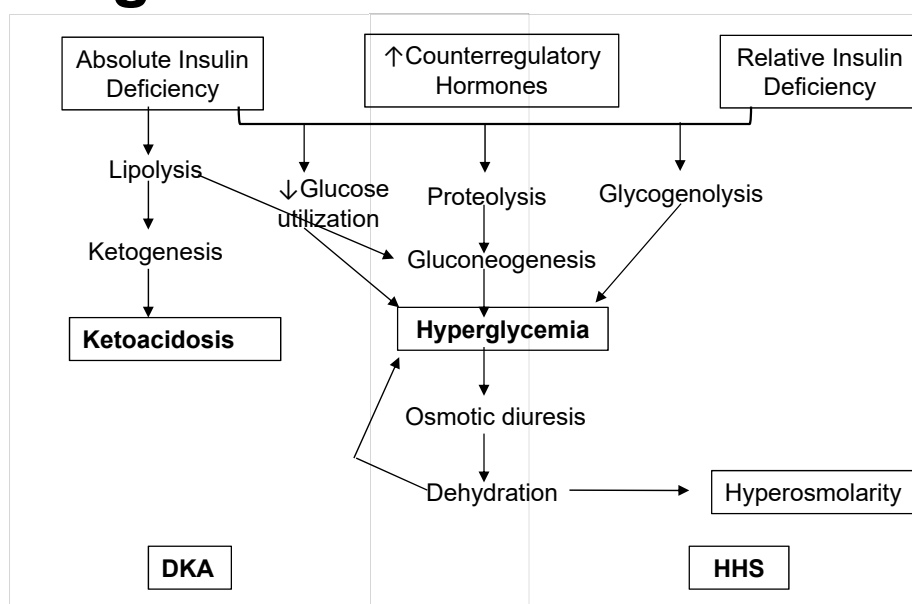 Absolute Insulin
Deficiency
↑Counterregulatory
Hormones
Relative Insulin
Deficiency
Lipolysis
↓Glucose
utilization
Proteolysis
Glycogenolysis
Ketogenesis
Gluconeogenesis
Ketoacidosis
Hyperglycemia
Osmotic diuresis
Dehydration
Hyperosmolarity
DKA
HHS